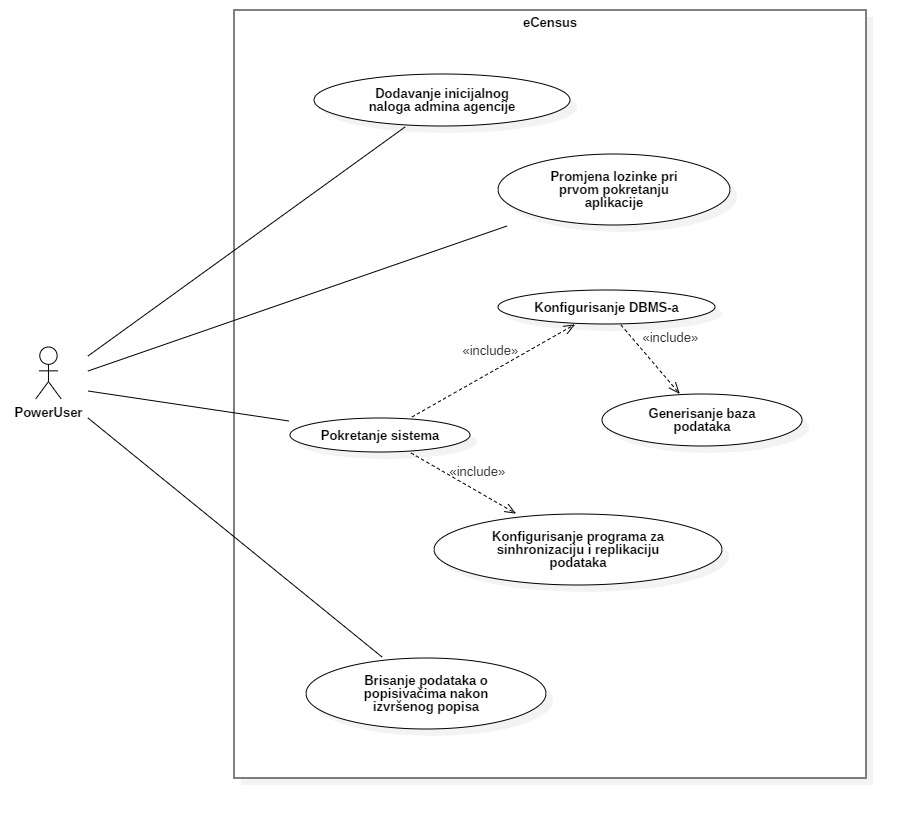 eCensus
Dodavanje inicijalnog
naloga admina agencije
Promjena lozinke pri
prvom pokretanju
aplikacije
Konfigurisanje DBMS-a
«include»
«include»
PowerUser
Generisanje baza
podataka
Pokretanje sistema
«include»
Konfigurisanje programa za
sinhronizaciju i replikaciju
podataka
Brisanje podataka o
popisivačima nakon
izvršenog popisa